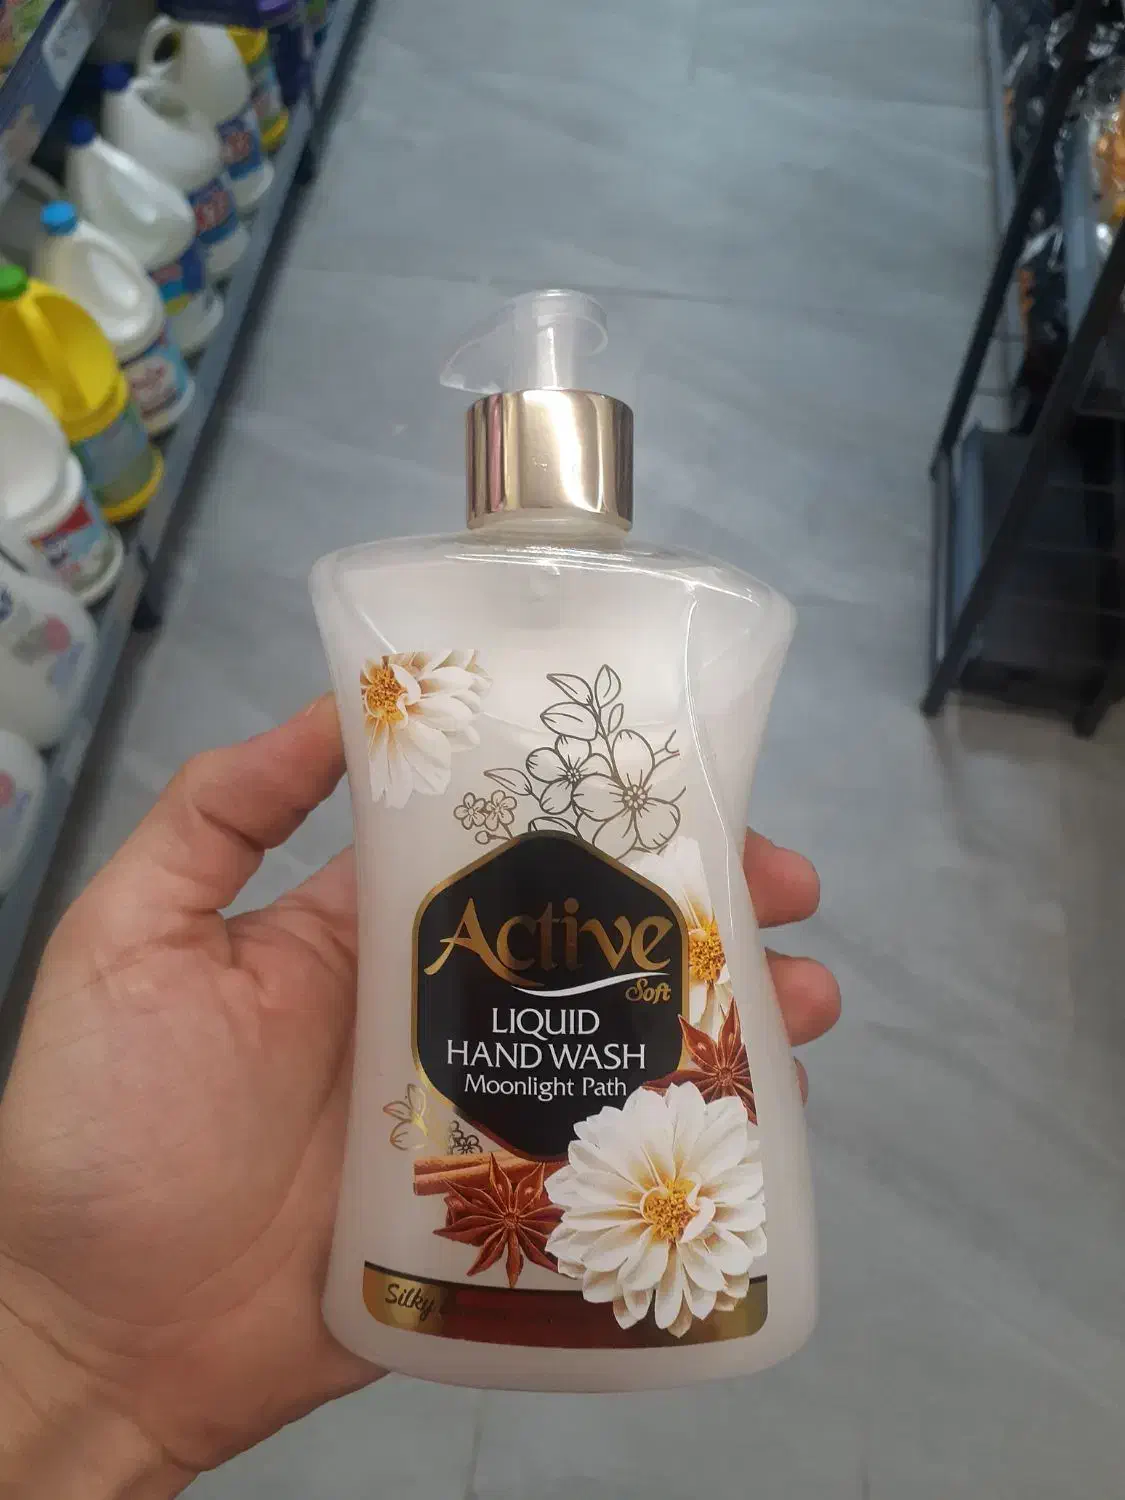 Active
Soft
LIQUID
HAND WASH
Moonlight Path
Silky